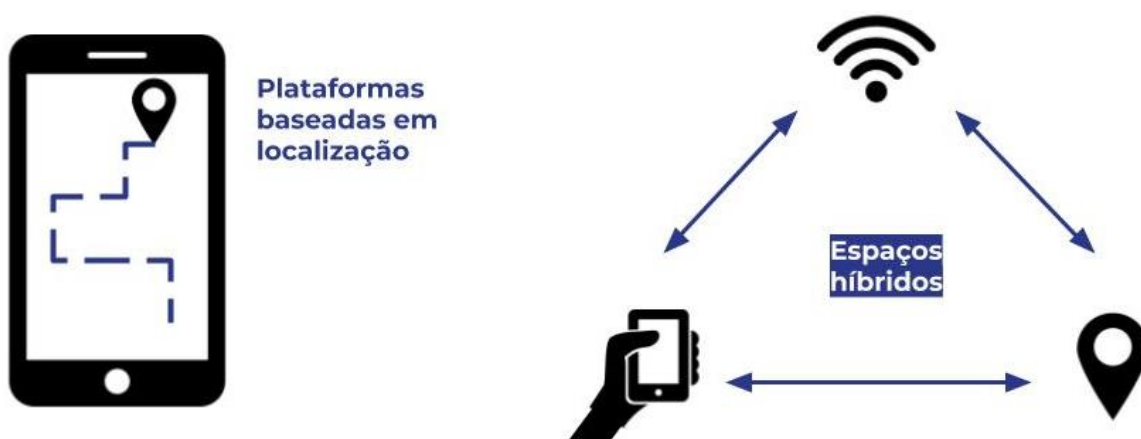 Plataformas
baseadas em
localização
Espaços
híbridos